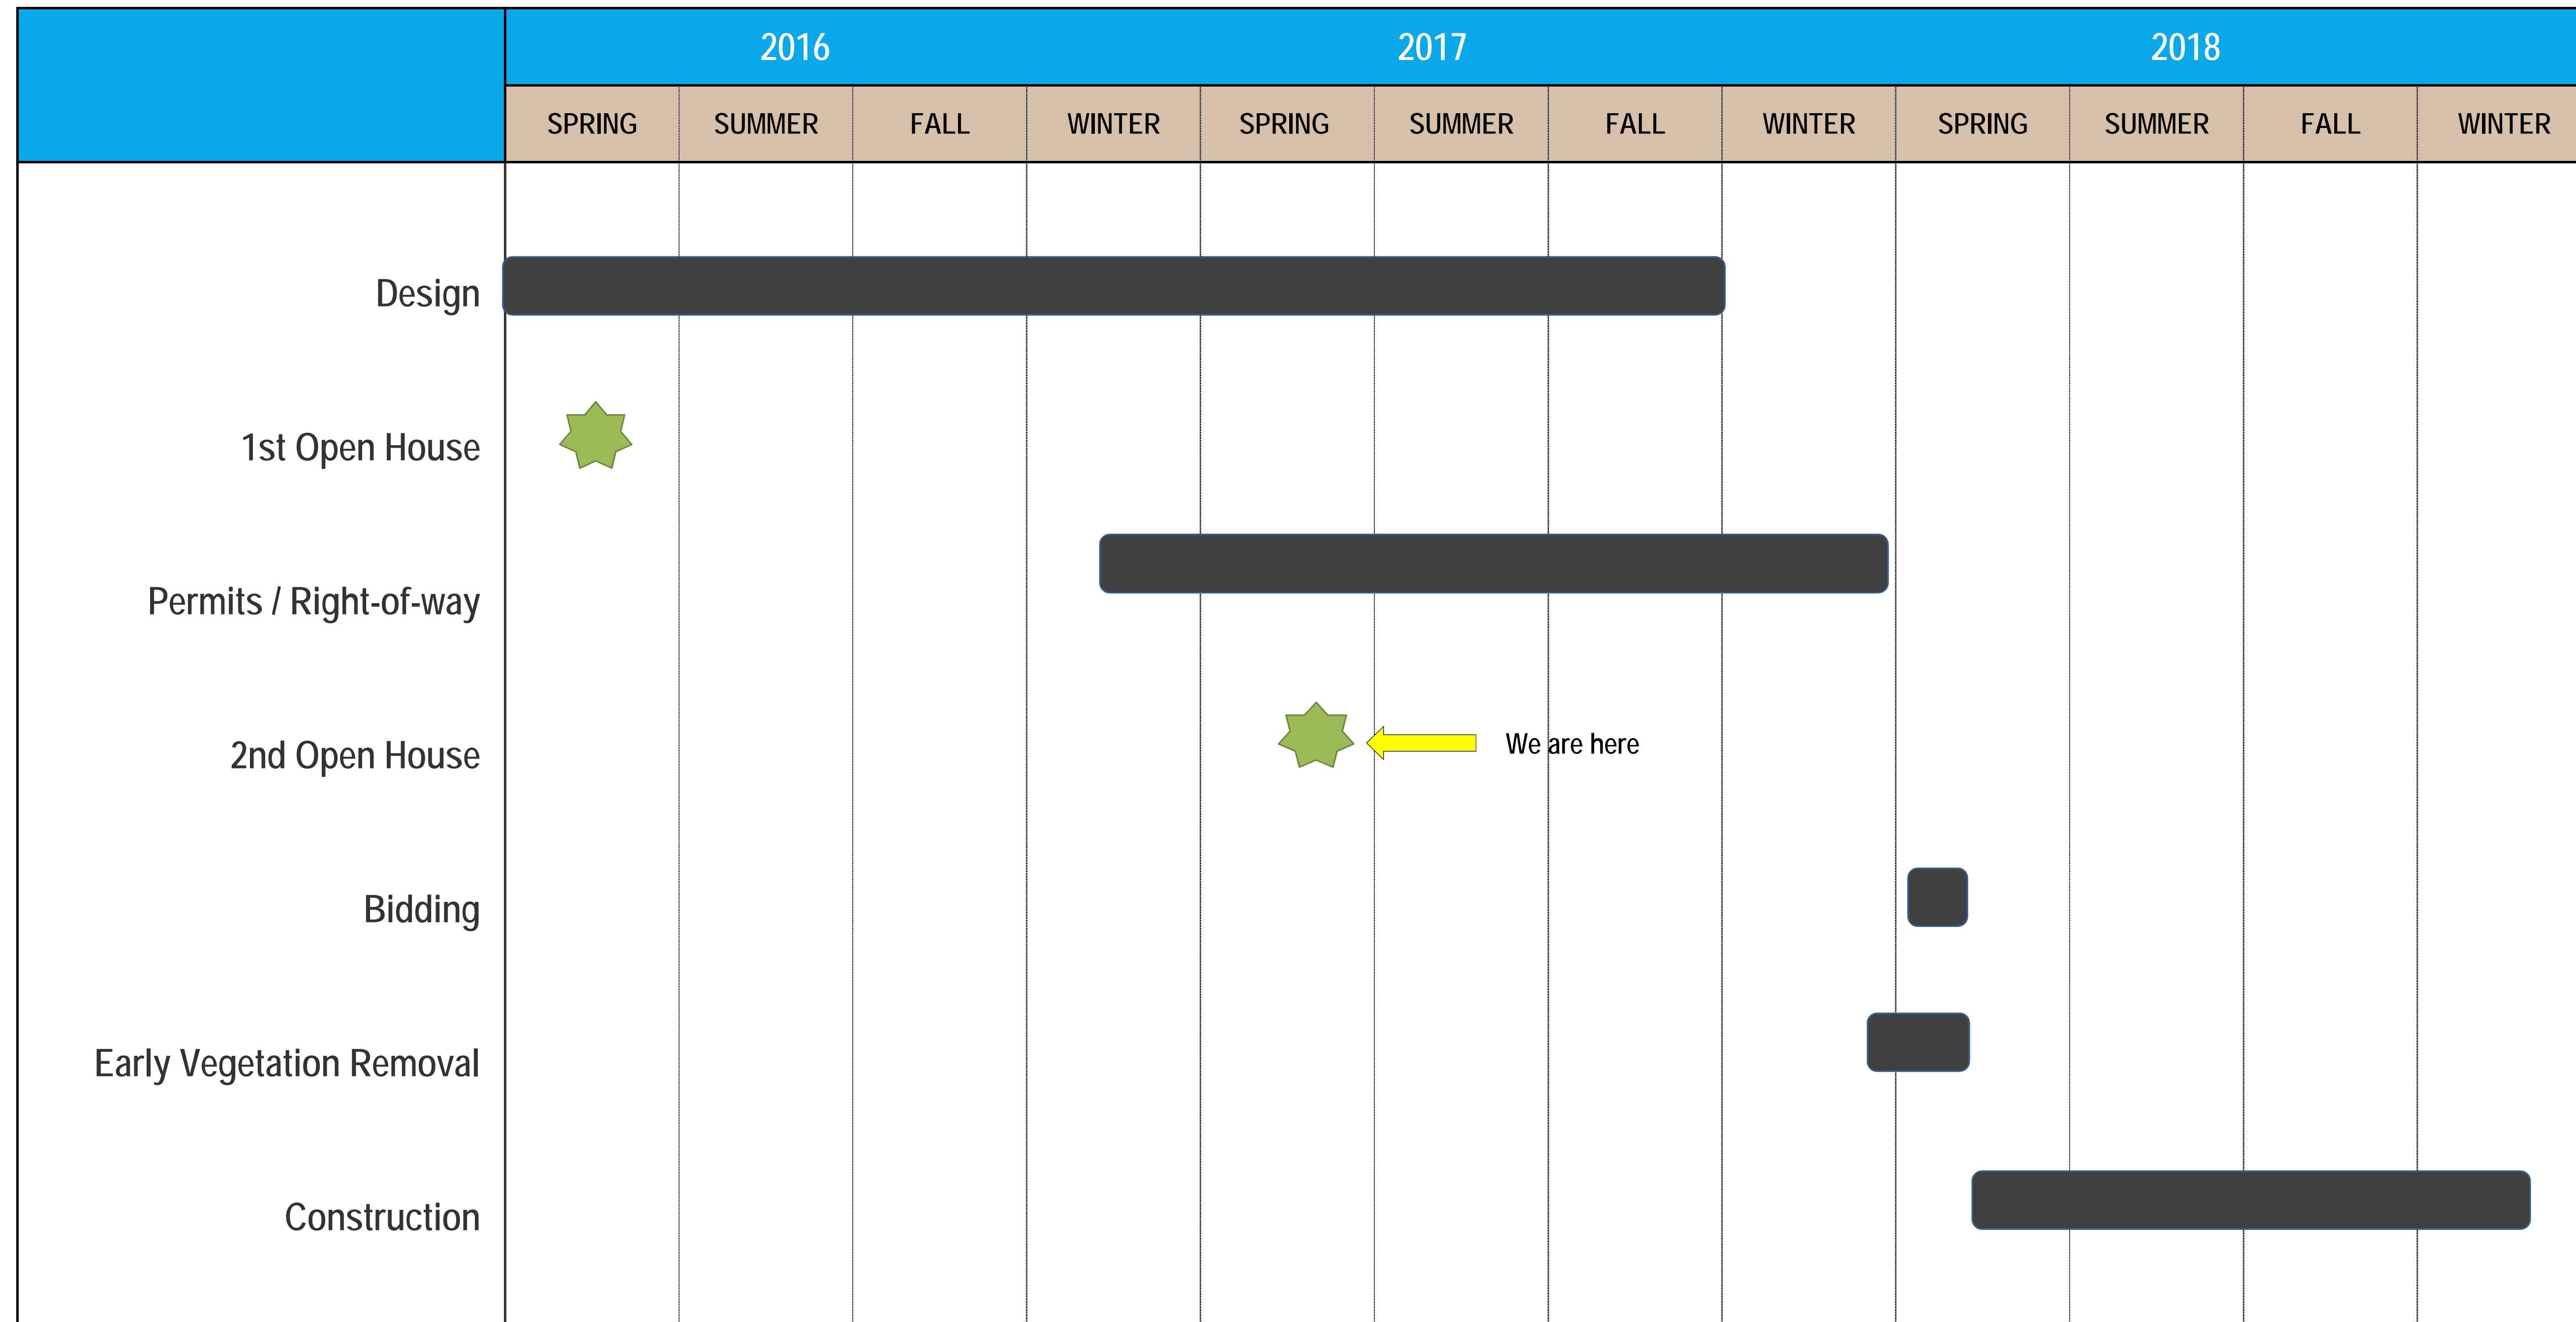 2016 2017 2018
SPRING SUMMER FALL WINTER SPRING SUMMER FALL WINTER SPRING SUMMER FALL WINTER
Design
1st Open House
Permits / Right-of-way
2nd Open House
We are here
Bidding
Early Vegetation Removal
Construction